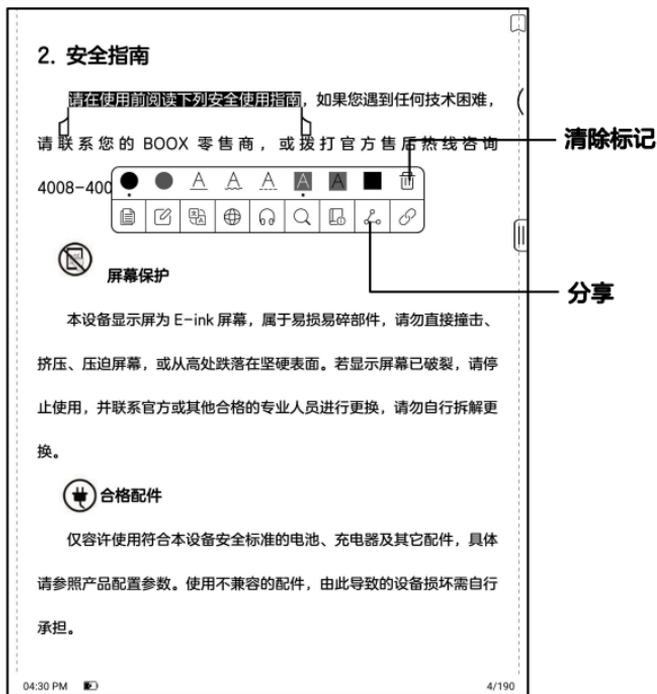 2. 安全指南
请在使用前阅读下列安全使用指南，如果您遇到任何技术困难，
请联系您的 BOOX 零售商，或拨打官方售后热线咨询
清除标记
4008-400
屏幕保护
分享
本设备显示屏为 E-ink 屏幕，属于易损易碎部件，请勿直接撞击、
挤压、压迫屏幕，或从高处跌落在坚硬表面。若显示屏幕已破裂，请停
止使用，并联系官方或其他合格的专业人员进行更换，请勿自行拆解更
换。
合格配件
仅容许使用符合本设备安全标准的电池、充电器及其它配件，具体
请参照产品配置参数。使用不兼容的配件，由此导致的设备损坏需自行
承担。
04:30 PM 4/190